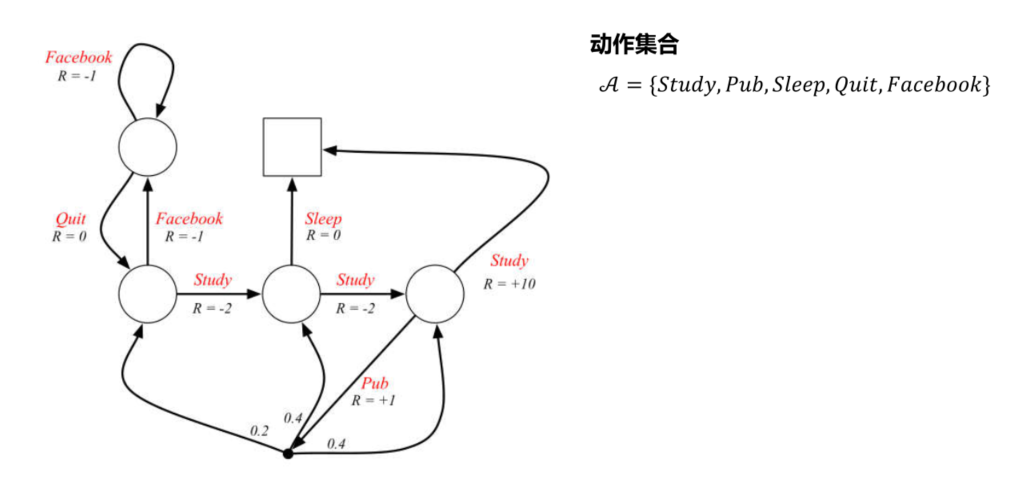 动作集合
𝒜 = {Study, Pub, Sleep, Quit, Facebook}
Facebook
R = -1
Quit
R = 0
Facebook
R = -1
Sleep
R = 0
Study
R = -2
Study
R = -2
Study
R = +10
Pub
R = +1
0.2
0.4
0.4